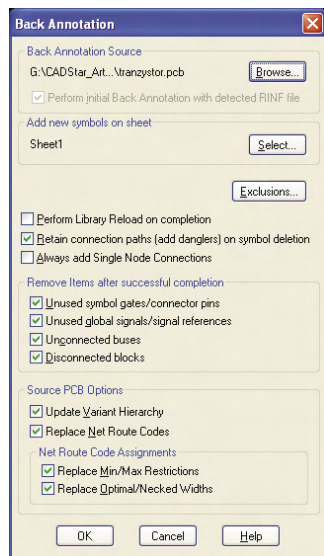 Back Annotation
Back Annotation Source
G:\CADStar_Art...\tranzystor.pcb Browse...
Perform initial Back Annotation with detected RINF file
Add new symbols on sheet
Sheet1 Select...
Exclusions...
Perform Library Reload on completion
Retain connection paths (add danglers) on symbol deletion
Always add Single Node Connections
Remove Items after successful completion
Unused symbol gates/connector pins
Unused global signals/signal references
Unconnected buses
Disconnected blocks
Source PCB Options
Update Variant Hierarchy
Replace Net Route Codes
Net Route Code Assignments
Replace Min/Max Restrictions
Replace Optimal/Necked Widths
OK Cancel Help